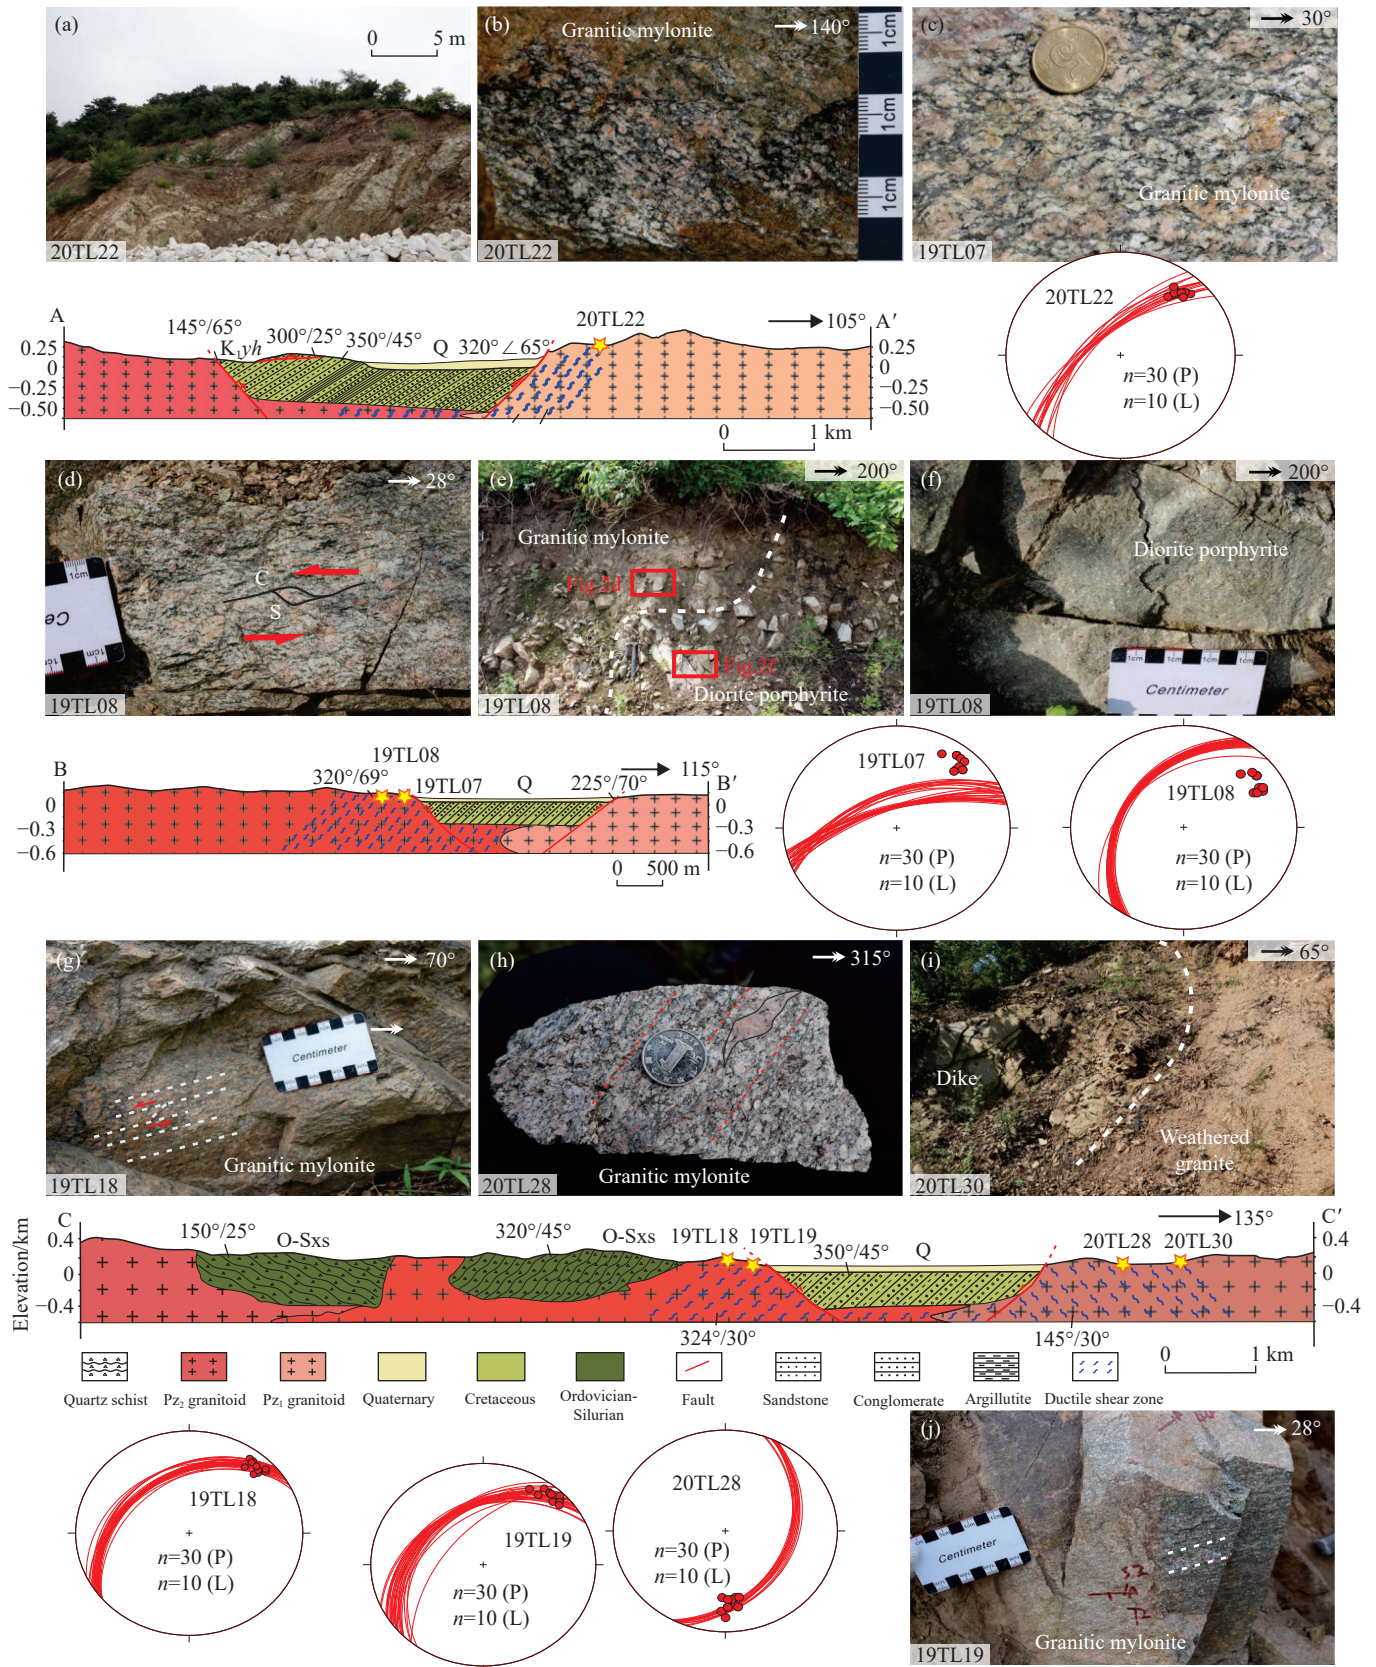 (a)
0 5 m
20TL22
(b)
Granitic mylonite
140°
1cm
1cm
1cm
20TL22
(c)
30°
Granitic mylonite
19TL07
A
145°/65°
K₁yh
300°/25°
350°/45°
Q
320°∠65°
20TL22
105°
A′
0.25
0
−0.25
−0.50
0.25
0
−0.25
−0.50
0 1 km
20TL22
n=30 (P)
n=10 (L)
(d)
28°
C
S
1cm
Centimeter
1cm
19TL08
(e)
200°
Granitic mylonite
Fig.2d
Fig.2f
Diorite porphyrite
19TL08
(f)
200°
Diorite porphyrite
1cm 1cm 1cm 1cm
Centimeter
19TL08
B
320°/69°
19TL08
19TL07
Q
225°/70°
115°
B′
0
−0.3
−0.6
0
−0.3
−0.6
0 500 m
19TL07
n=30 (P)
n=10 (L)
19TL08
n=30 (P)
n=10 (L)
(g)
70°
Centimeter
Granitic mylonite
19TL18
(h)
315°
Granitic mylonite
20TL28
(i)
65°
Dike
Weathered
granite
20TL30
Elevation/km
C
150°/25°
O-Sxs
320°/45°
O-Sxs
19TL18
19TL19
350°/45°
Q
135°
20TL28
20TL30
C′
0.4
0
−0.4
0.4
0
−0.4
324°/30°
145°/30°
0 1 km
Quartz schist
Pz₂ granitoid
Pz₁ granitoid
Quaternary
Cretaceous
Ordovician-
Silurian
Fault
Sandstone
Conglomerate
Argillutite
Ductile shear zone
19TL18
n=30 (P)
n=10 (L)
19TL19
n=30 (P)
n=10 (L)
20TL28
n=30 (P)
n=10 (L)
(j)
28°
Centimeter
Granitic mylonite
19TL19